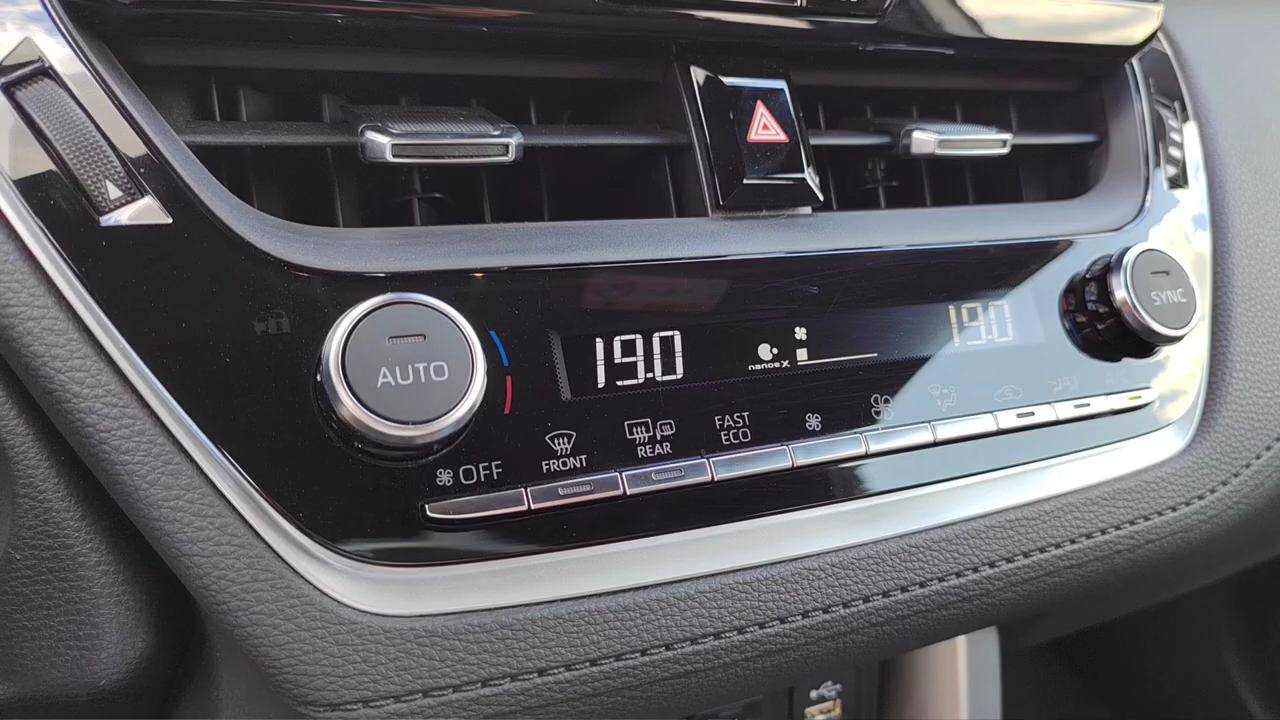 AUTO
19.0
nanoe X
19.0
SYNC
OFF
FRONT
REAR
FAST
ECO